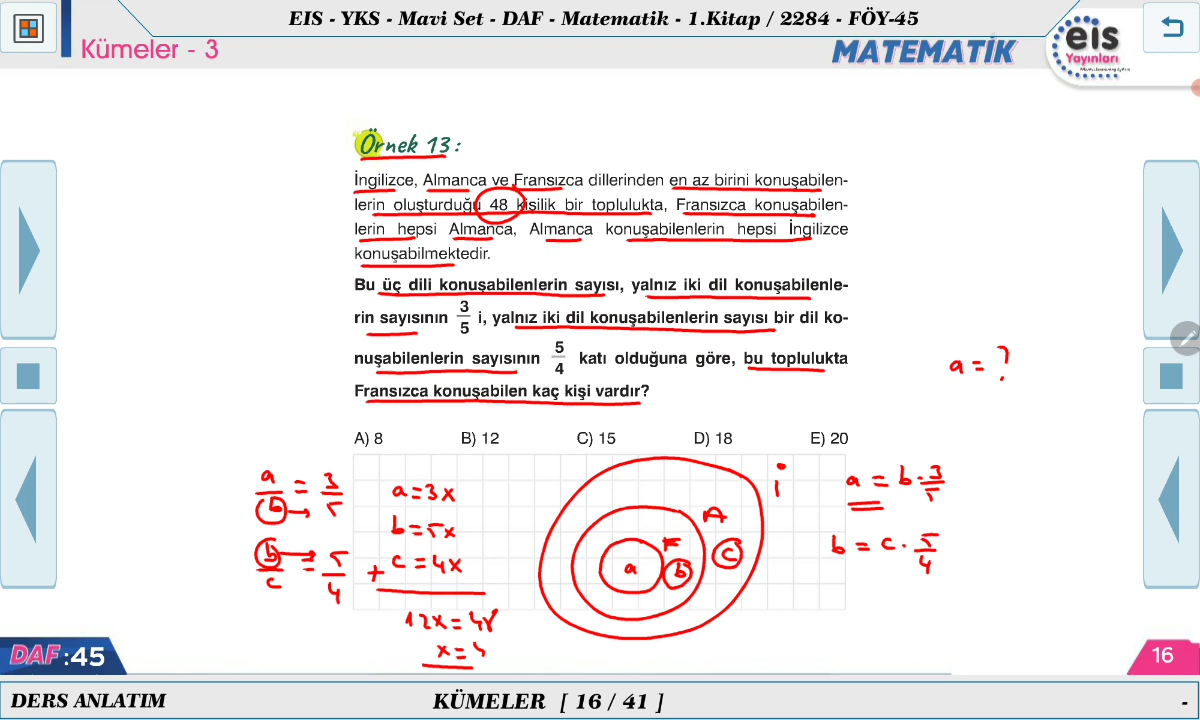 EIS - YKS - Mavi Set - DAF - Matematik - 1.Kitap / 2284 - FÖY-45
Kümeler - 3
MATEMATİK
eis
Yayınları
Örnek 13:
İngilizce, Almanca ve Fransızca dillerinden en az birini konuşabilen-
lerin oluşturduğu 48 kişilik bir toplulukta, Fransızca konuşabilen-
lerin hepsi Almanca, Almanca konuşabilenlerin hepsi İngilizce
konuşabilmektedir.
Bu üç dili konuşabilenlerin sayısı, yalnız iki dil konuşabilenle-
rin sayısının 3/5 i, yalnız iki dil konuşabilenlerin sayısı bir dil ko-
nuşabilenlerin sayısının 5/4 katı olduğuna göre, bu toplulukta
Fransızca konuşabilen kaç kişi vardır?
a = ?
A) 8 B) 12 C) 15 D) 18 E) 20
a/b = 3/5
b/c = 5/4
a = 3x
b = 5x
+ c = 4x
12x = 48
x = 4
a
F
b
A
c
i
a = b · 3/5
b = c · 5/4
DAF :45
16
DERS ANLATIM
KÜMELER [ 16 / 41 ]
-